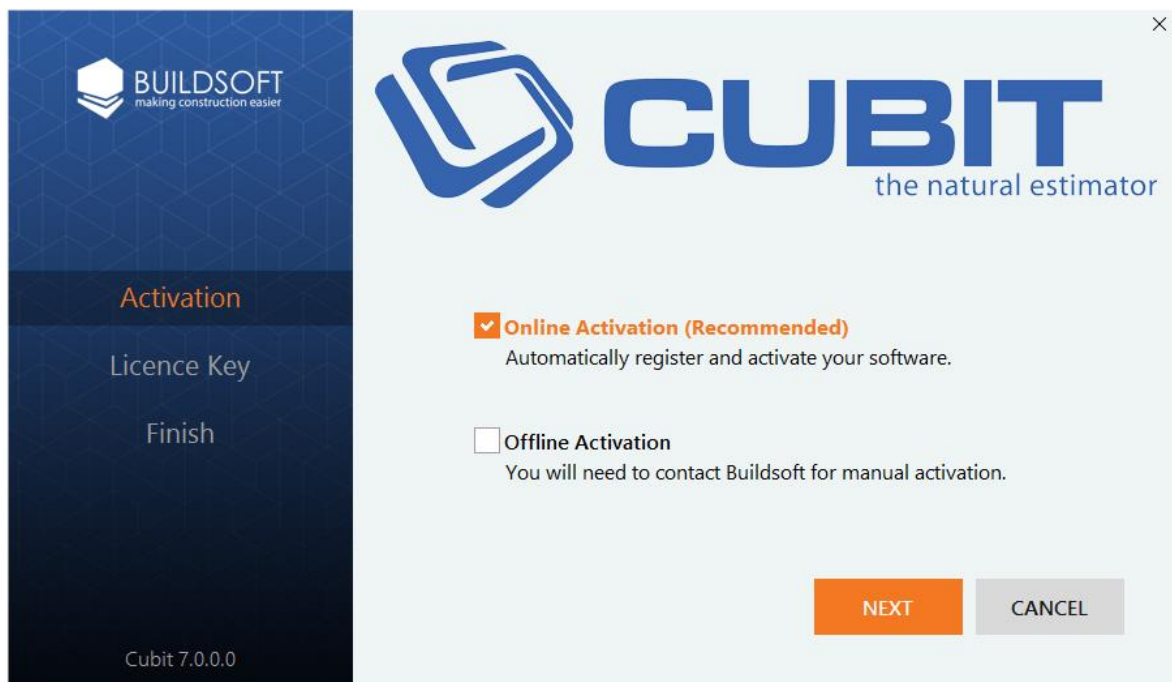 BUILDSOFT
making construction easier
Activation
Licence Key
Finish
Cubit 7.0.0.0
CUBIT
the natural estimator
Online Activation (Recommended)
Automatically register and activate your software.
Offline Activation
You will need to contact Buildsoft for manual activation.
NEXT
CANCEL